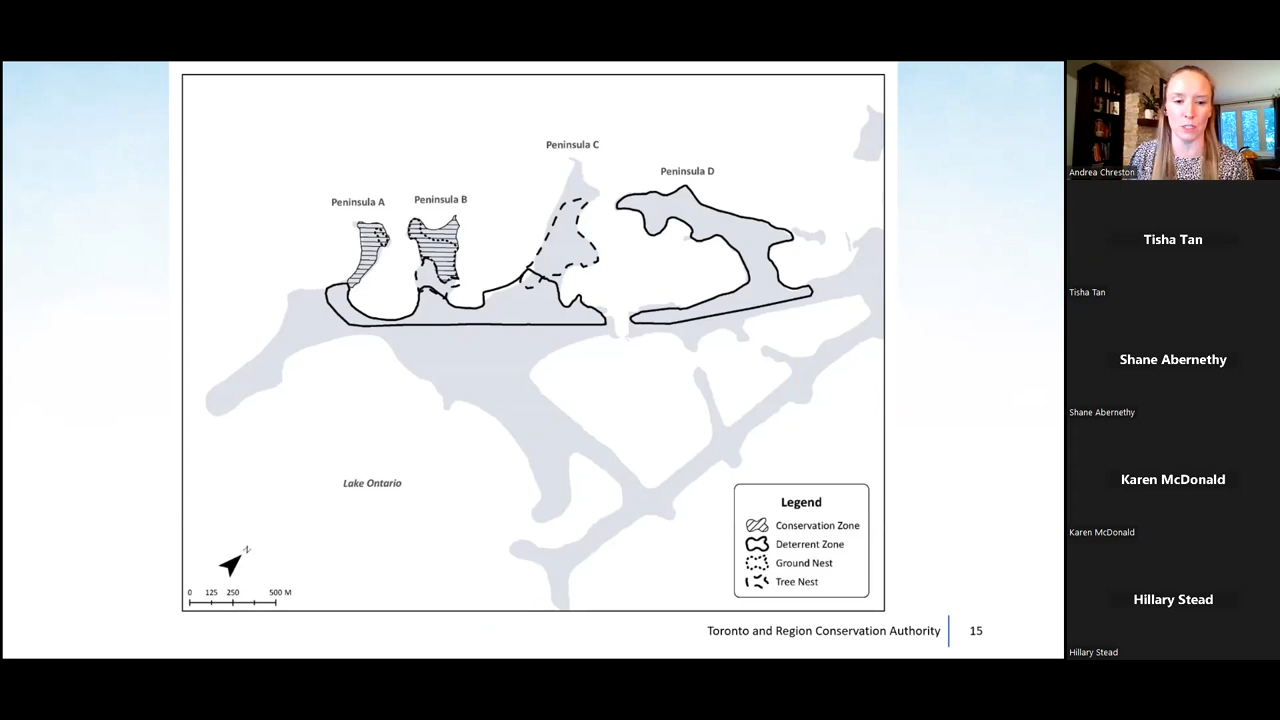 Peninsula C
Peninsula D
Peninsula A
Peninsula B
Lake Ontario
N
0 125 250 500 M
Legend
Conservation Zone
Deterrent Zone
Ground Nest
Tree Nest
Toronto and Region Conservation Authority 15
Andrea Chreston
Tisha Tan
Tisha Tan
Shane Abernethy
Shane Abernethy
Karen McDonald
Karen McDonald
Hillary Stead
Hillary Stead